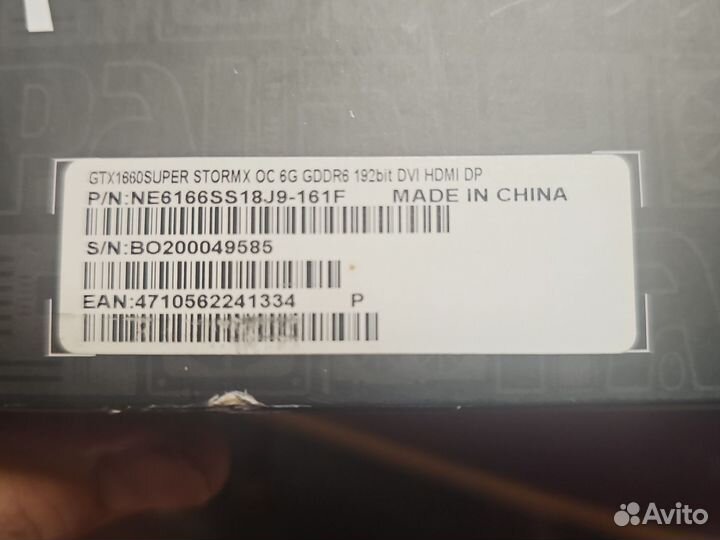 GTX1660SUPER STORMX OC 6G GDDR6 192bit DVI HDMI DP
P/N:NE6166SS18J9-161F MADE IN CHINA
S/N:BO200049585
EAN:4710562241334 P
Avito